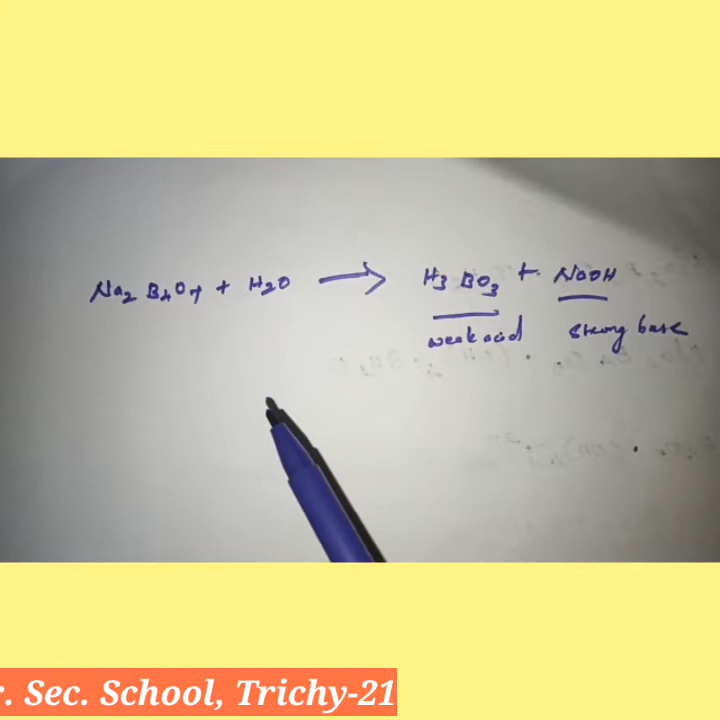 Na2 B4O7 + H2O → H3 BO3 + NaOH
weak acid strong base
r. Sec. School, Trichy-21